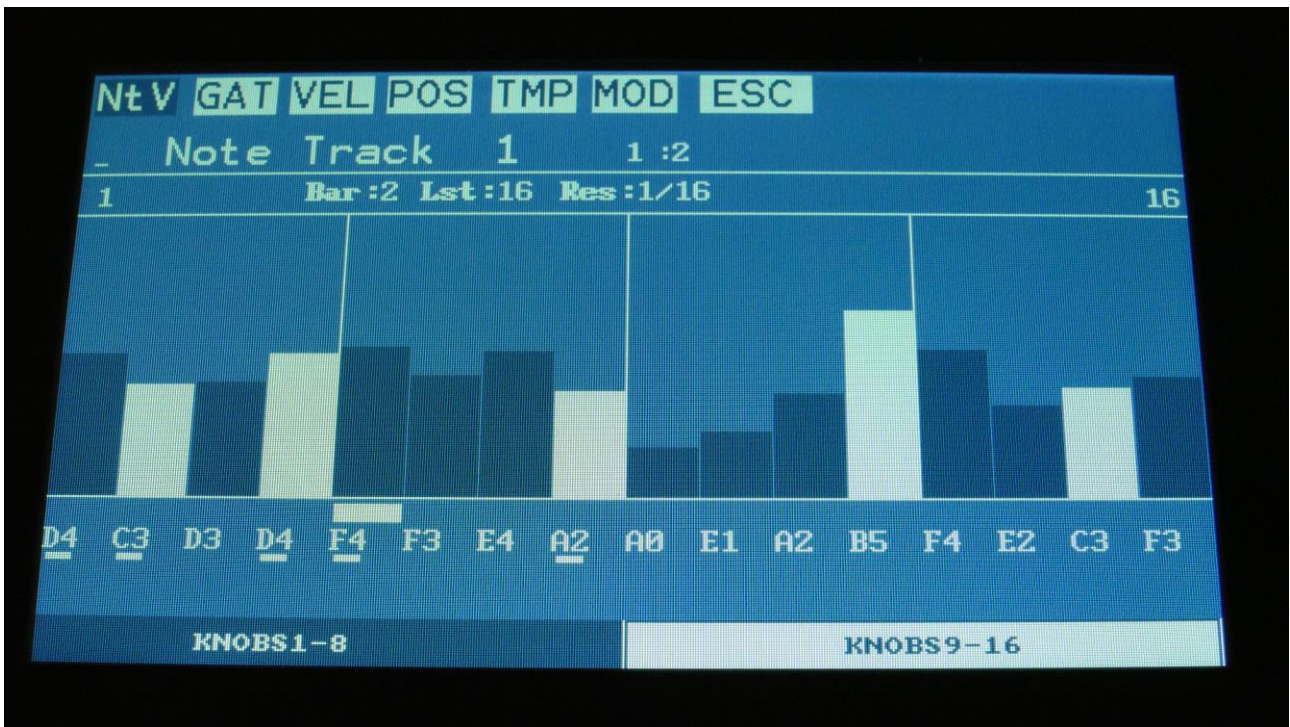 NtV GAT VEL POS TMP MOD ESC
_ Note Track 1 1 :2
1 Bar:2 Lst:16 Res:1/16 16
D4 C3 D3 D4 F4 F3 E4 A2 A0 E1 A2 B5 F4 E2 C3 F3
KNOBS1-8 KNOBS9-16